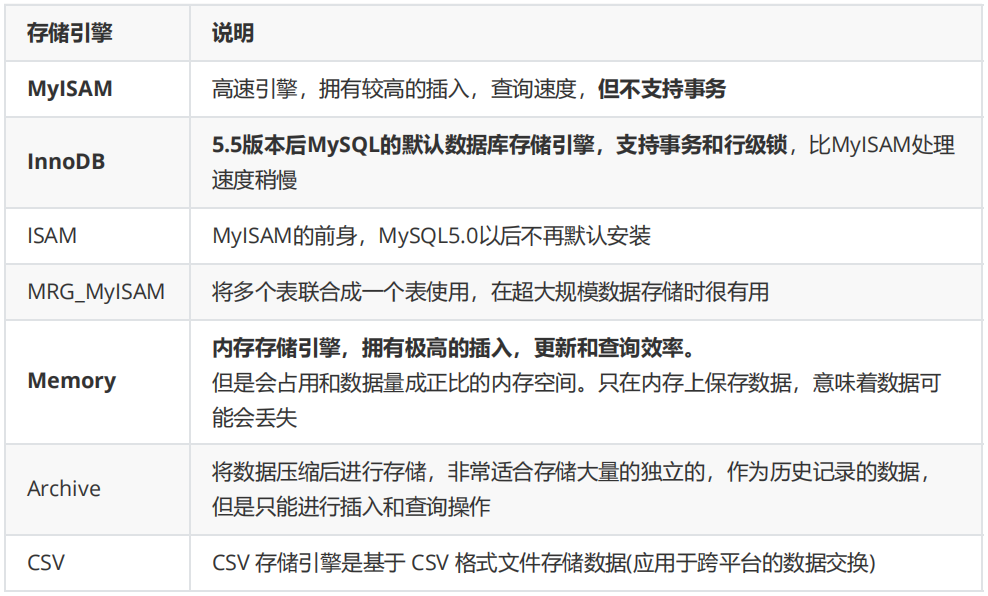 存储引擎 说明
MyISAM 高速引擎，拥有较高的插入，查询速度，但不支持事务
InnoDB 5.5版本后MySQL的默认数据库存储引擎，支持事务和行级锁，比MyISAM处理
速度稍慢
ISAM MyISAM的前身，MySQL5.0以后不再默认安装
MRG_MyISAM 将多个表联合成一个表使用，在超大规模数据存储时很有用
Memory 内存存储引擎，拥有极高的插入，更新和查询效率。
但是会占用和数据量成正比的内存空间。只在内存上保存数据，意味着数据可
能会丢失
Archive 将数据压缩后进行存储，非常适合存储大量的独立的，作为历史记录的数据，
但是只能进行插入和查询操作
CSV CSV 存储引擎是基于 CSV 格式文件存储数据(应用于跨平台的数据交换)